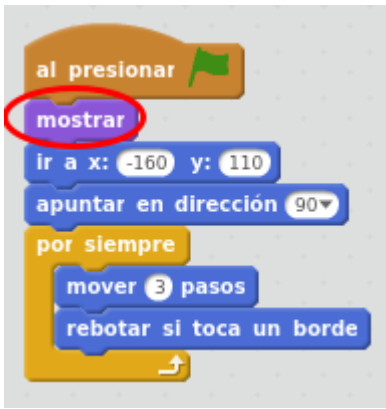 al presionar
mostrar
ir a x: -160 y: 110
apuntar en dirección 90
por siempre
mover 3 pasos
rebotar si toca un borde